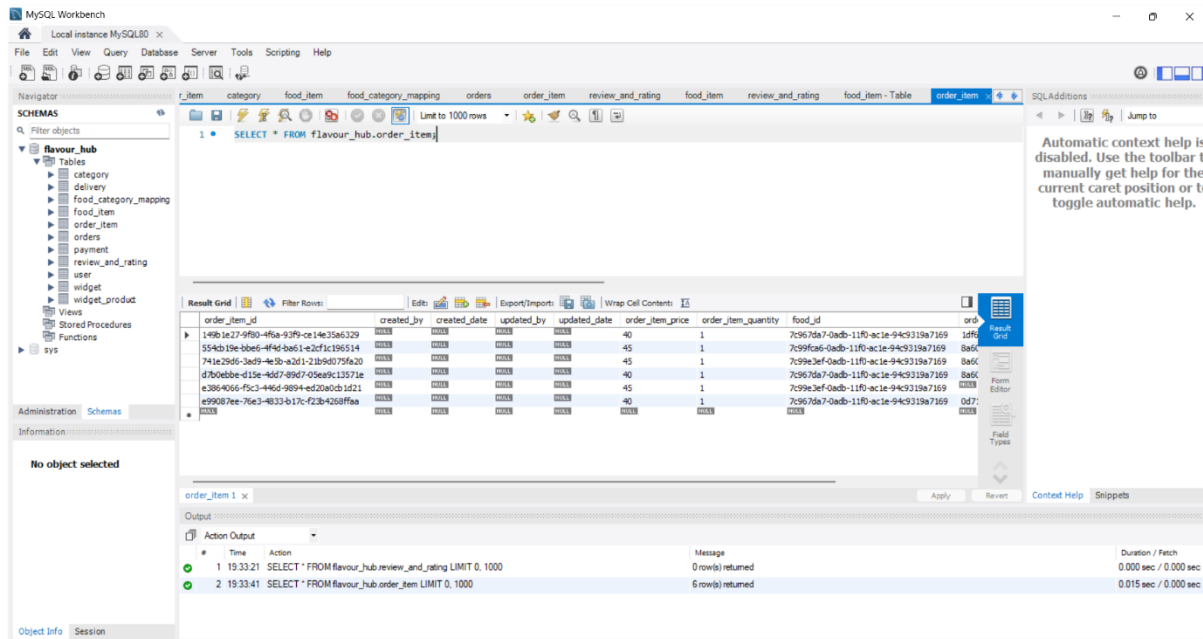 MySQL Workbench
Local instance MySQL80
File Edit View Query Database Server Tools Scripting Help
Navigator
SCHEMAS
Filter objects
flavour_hub
Tables
category
delivery
food_category_mapping
food_item
order_item
orders
payment
review_and_rating
user
widget
widget_product
Views
Stored Procedures
Functions
sys
Administration Schemas
Information
No object selected
Object Info Session
r_item category food_item food_category_mapping orders order_item review_and_rating food_item review_and_rating food_item - Table order_item
Limit to 1000 rows
1 SELECT * FROM flavour_hub.order_item;
Result Grid Filter Rows: Edit: Export/Import: Wrap Cell Content:
order_item_id created_by created_date updated_by updated_date order_item_price order_item_quantity food_id orde
149b1e27-9f80-4f6a-93f9-ce14e35a6329 NULL NULL NULL NULL 40 1 7c967da7-0adb-11f0-ac1e-94c9319a7169 1df6
554cb19e-bbe6-4f4d-ba61-e2cf1c196514 NULL NULL NULL NULL 45 1 7c99fca6-0adb-11f0-ac1e-94c9319a7169 8a60
741e29d6-3ad9-4e5b-a2d1-21b9d075fa20 NULL NULL NULL NULL 45 1 7c99e3ef-0adb-11f0-ac1e-94c9319a7169 8a60
d7b0ebbe-d15e-4dd7-89d7-05ea9c13571e NULL NULL NULL NULL 40 1 7c967da7-0adb-11f0-ac1e-94c9319a7169 8a60
e3864066-f5c3-446d-9894-ed20a0cb1d21 NULL NULL NULL NULL 45 1 7c99e3ef-0adb-11f0-ac1e-94c9319a7169 NULL
e99087ee-76e3-4833-b17c-f23b4268ffaa NULL NULL NULL NULL 40 1 7c967da7-0adb-11f0-ac1e-94c9319a7169 0d71
NULL NULL NULL NULL NULL NULL NULL NULL NULL
Result
Grid
Form
Editor
Field
Types
order_item 1 Apply Revert
Output
Action Output
# Time Action Message Duration / Fetch
1 19:33:21 SELECT * FROM flavour_hub.review_and_rating LIMIT 0, 1000 0 row(s) returned 0.000 sec / 0.000 sec
2 19:33:41 SELECT * FROM flavour_hub.order_item LIMIT 0, 1000 6 row(s) returned 0.015 sec / 0.000 sec
SQLAdditions
Jump to
Automatic context help is
disabled. Use the toolbar t
manually get help for the
current caret position or t
toggle automatic help.
Context Help Snippets